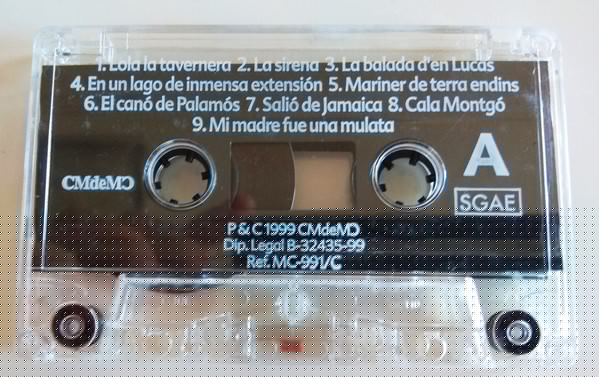 1. Lola la tavernera 2. La sirena 3. La balada d'en Lucas
4. En un lago de inmensa extensión 5. Mariner de terra endins
6. El canó de Palamós 7. Salió de Jamaica 8. Cala Montgó
9. Mi madre fue una mulata
A
CMdeMD
SGAE
P & C 1999 CMdeMD
Dip. Legal B-32435-99
Ref. MC-991/C